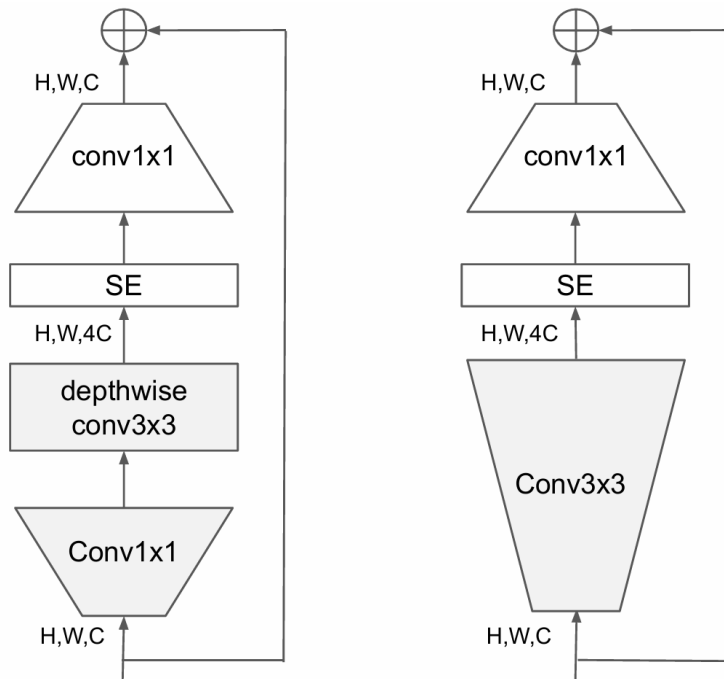 H,W,C
conv1x1
SE
H,W,4C
depthwise
conv3x3
Conv1x1
H,W,C
H,W,C
conv1x1
SE
H,W,4C
Conv3x3
H,W,C